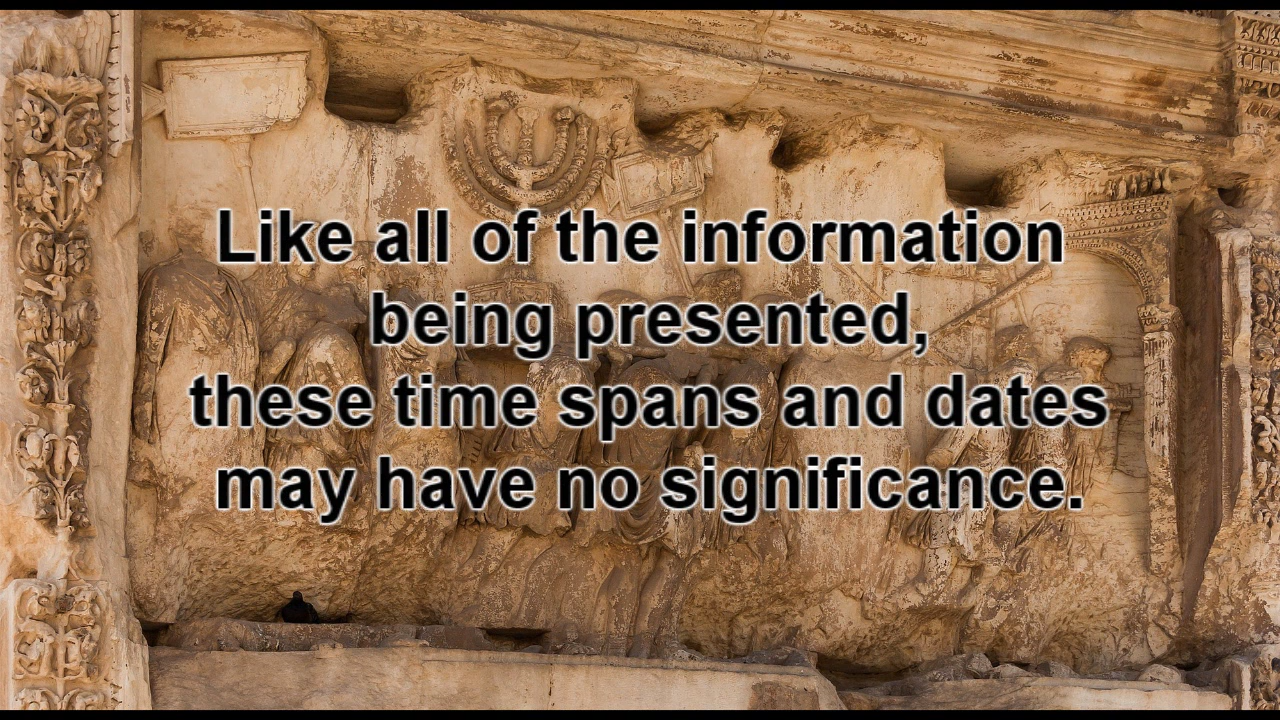 Like all of the information
being presented,
these time spans and dates
may have no significance.